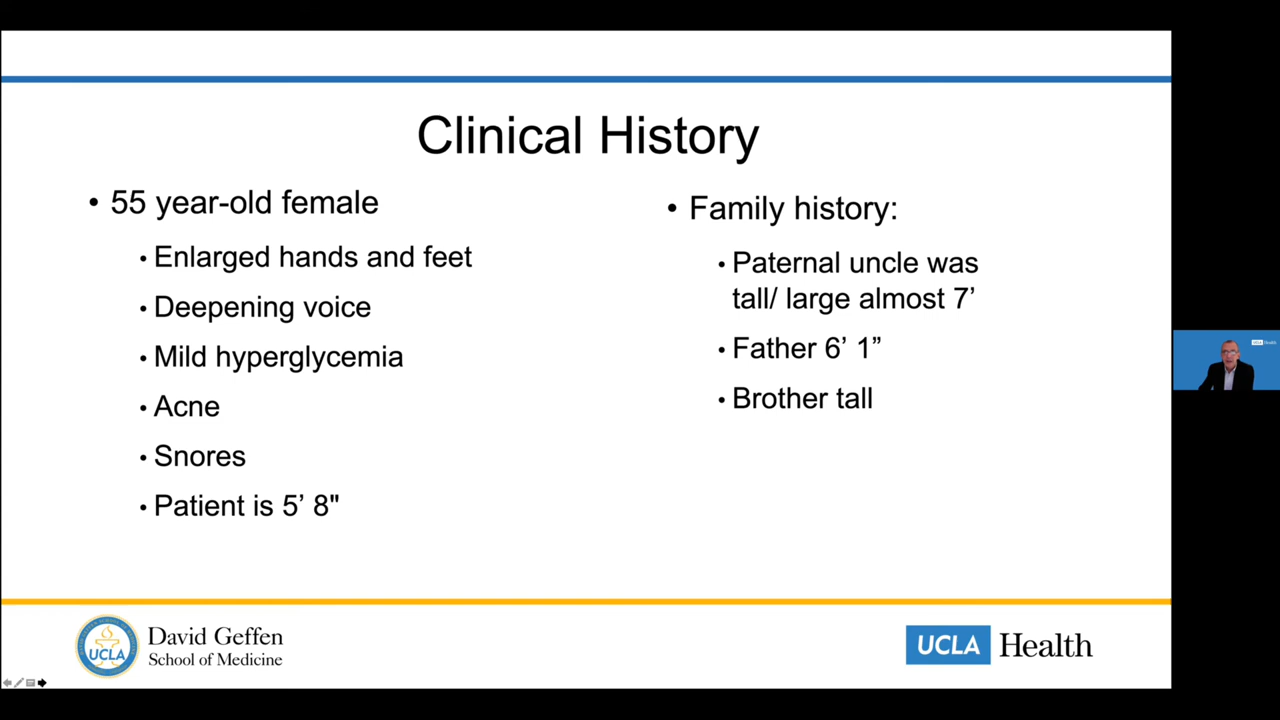 Clinical History
• 55 year-old female
• Enlarged hands and feet
• Deepening voice
• Mild hyperglycemia
• Acne
• Snores
• Patient is 5’ 8"
• Family history:
• Paternal uncle was
tall/ large almost 7’
• Father 6’ 1”
• Brother tall
UCLA
David Geffen
School of Medicine
UCLA Health
UCLA Health